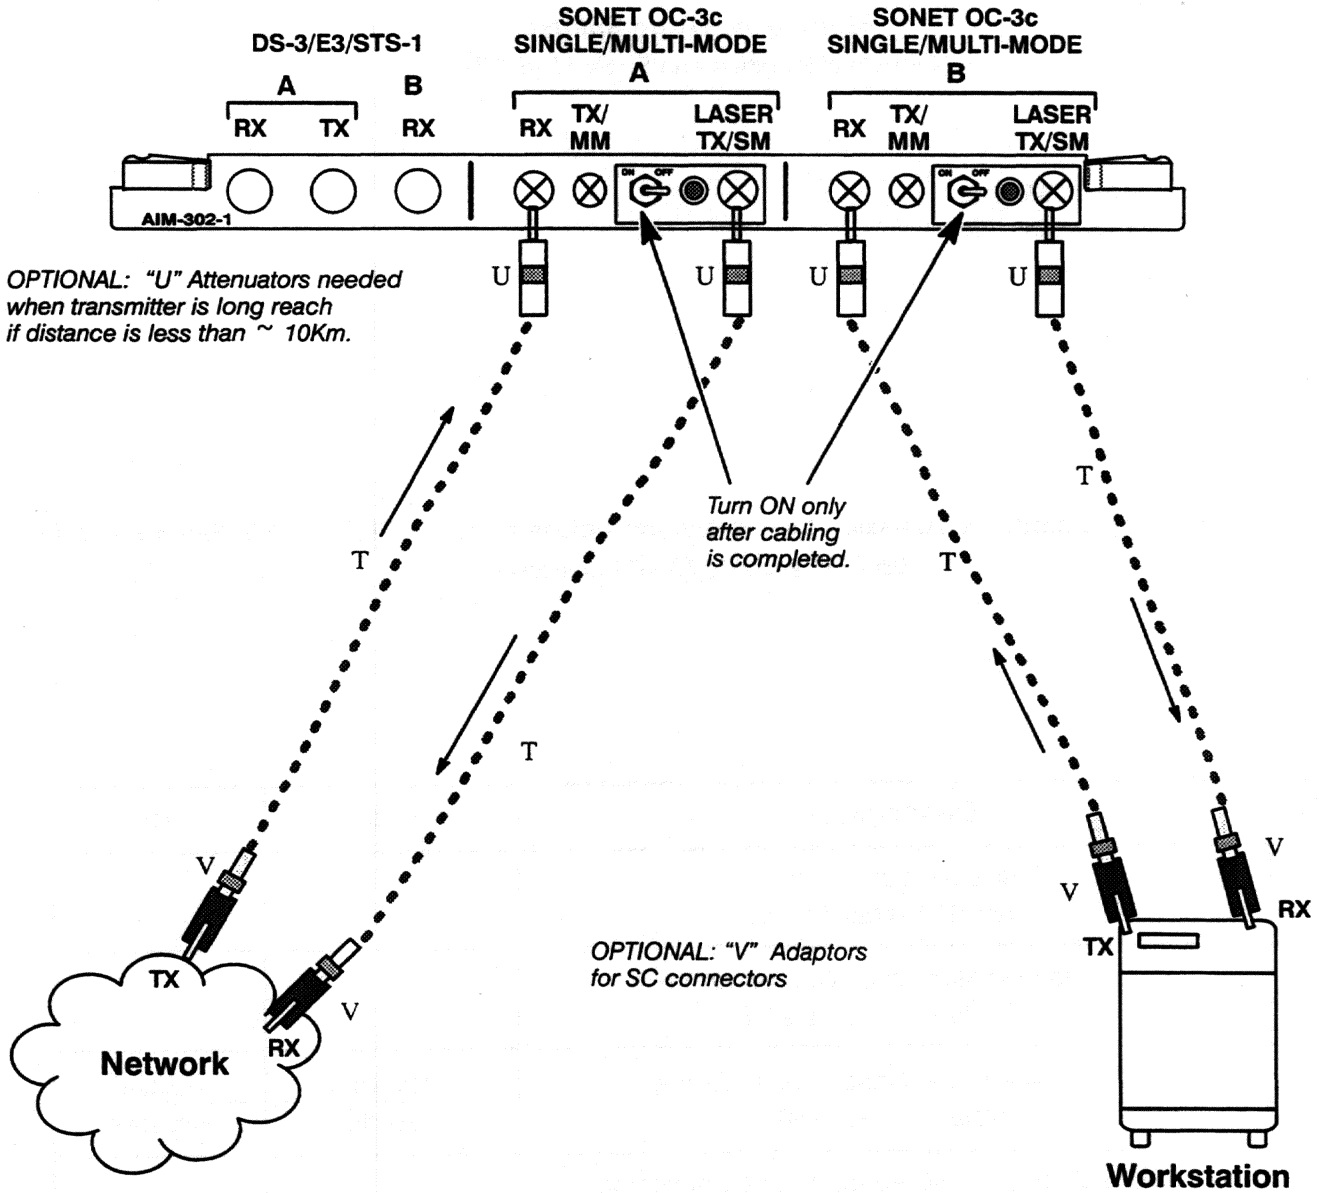 SONET OC-3c
SINGLE/MULTI-MODE
A
SONET OC-3c
SINGLE/MULTI-MODE
B
DS-3/E3/STS-1
A
B
RX
TX
RX
RX
TX/
MM
LASER
TX/SM
RX
TX/
MM
LASER
TX/SM
ON
OFF
ON
OFF
AIM-302-1
OPTIONAL: “U” Attenuators needed
when transmitter is long reach
if distance is less than ~ 10Km.
U
U
U
U
T
T
T
T
Turn ON only
after cabling
is completed.
V
V
V
V
TX
RX
Network
OPTIONAL: “V” Adaptors
for SC connectors
TX
RX
Workstation